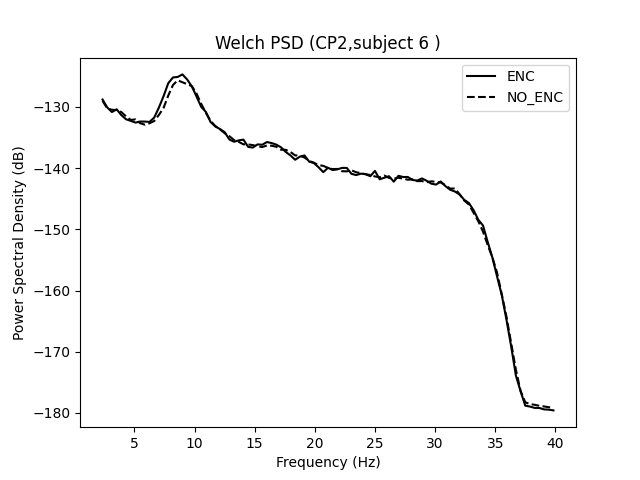 Welch PSD (CP2,subject 6 )
ENC
NO_ENC
Power Spectral Density (dB)
−130
−140
−150
−160
−170
−180
5 10 15 20 25 30 35 40
Frequency (Hz)